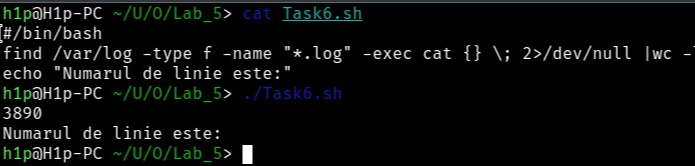 h1p@H1p-PC ~/U/O/Lab_5> cat Task6.sh
#/bin/bash
find /var/log -type f -name "*.log" -exec cat {} \; 2>/dev/null |wc -
echo "Numarul de linie este:"
h1p@H1p-PC ~/U/O/Lab_5> ./Task6.sh
3890
Numarul de linie este:
h1p@H1p-PC ~/U/O/Lab_5>